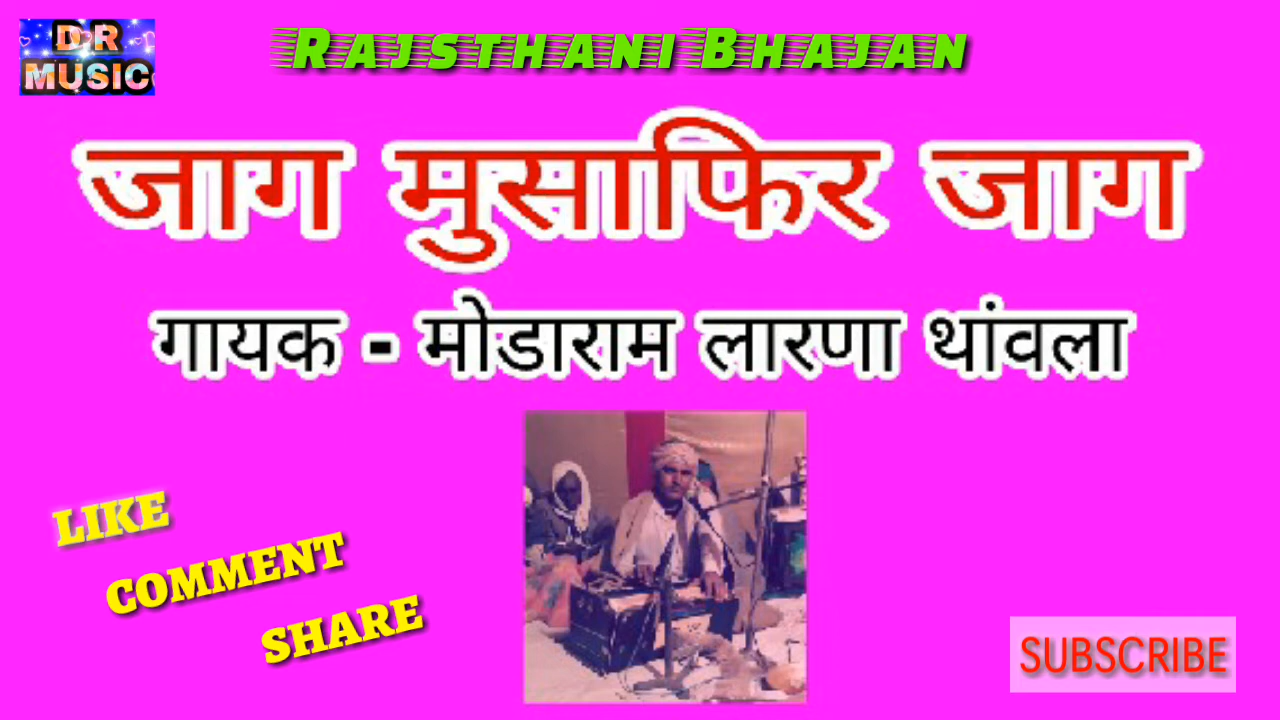 DR
MUSIC
Rajsthani Bhajan
जाग मुसाफिर जाग
गायक - मोडाराम लारणा थांवला
LIKE
COMMENT
SHARE
SUBSCRIBE